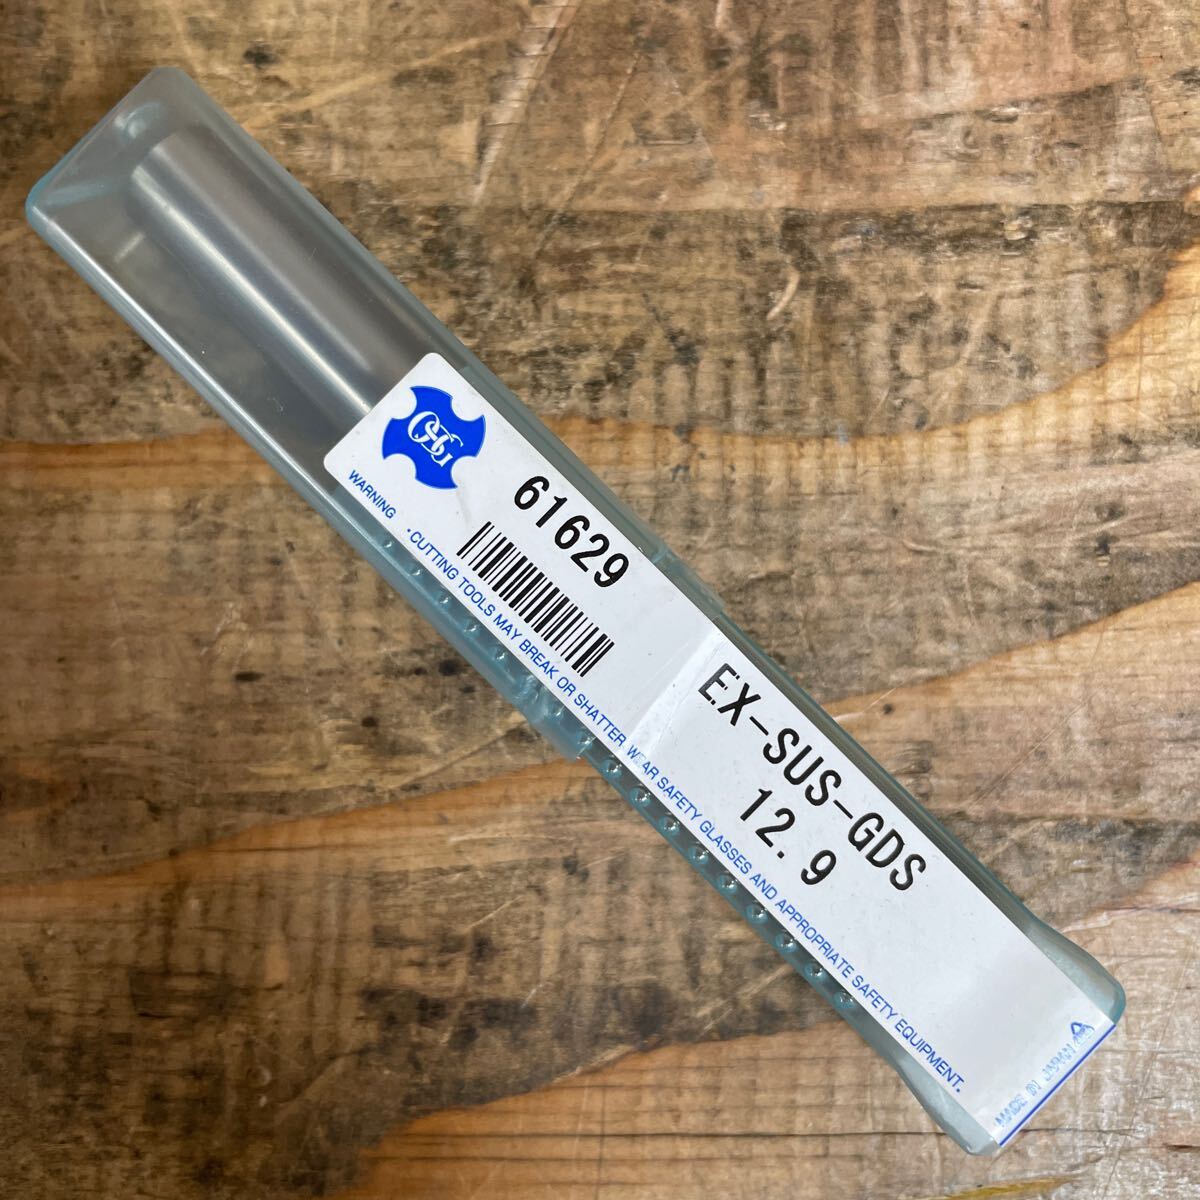 OSG
61629
EX-SUS-GDS
12.9
WARNING ・CUTTING TOOLS MAY BREAK OR SHATTER. WEAR SAFETY GLASSES AND APPROPRIATE SAFETY EQUIPMENT.
MADE IN JAPAN